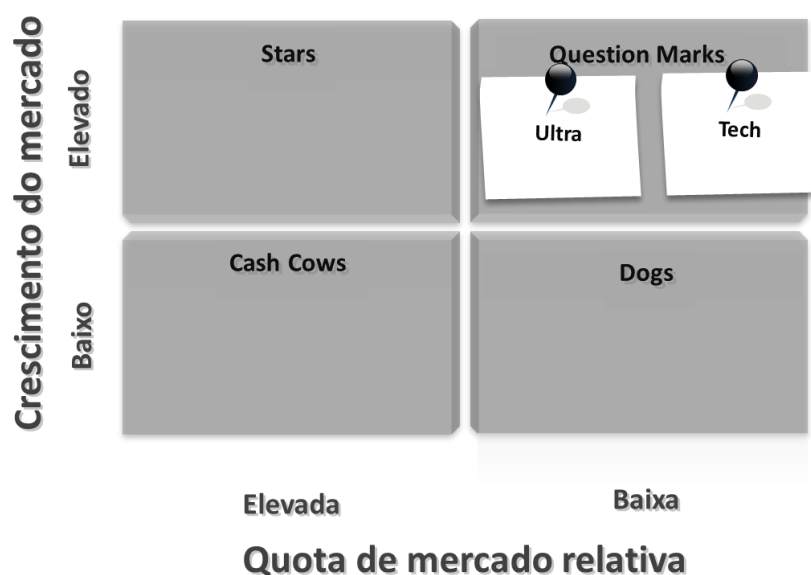 Crescimento do mercado
Elevado
Baixo
Stars
Question Marks
Ultra
Tech
Cash Cows
Dogs
Elevada
Baixa
Quota de mercado relativa